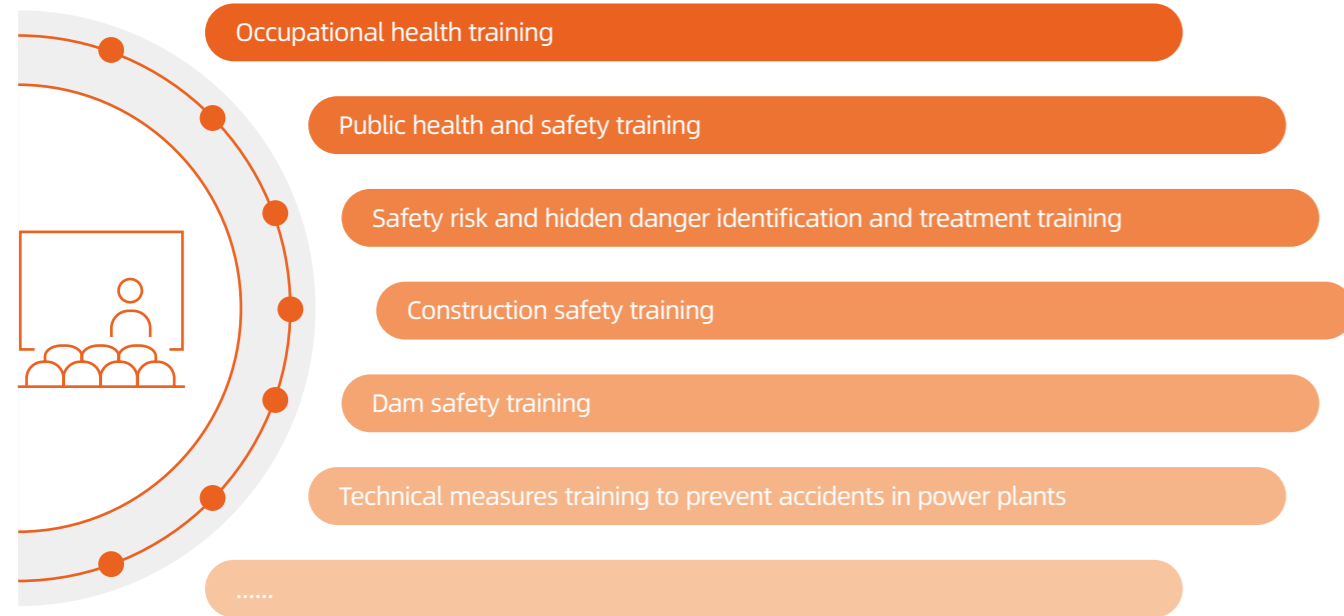 Occupational health training
Public health and safety training
Safety risk and hidden danger identification and treatment training
Construction safety training
Dam safety training
Technical measures training to prevent accidents in power plants
......